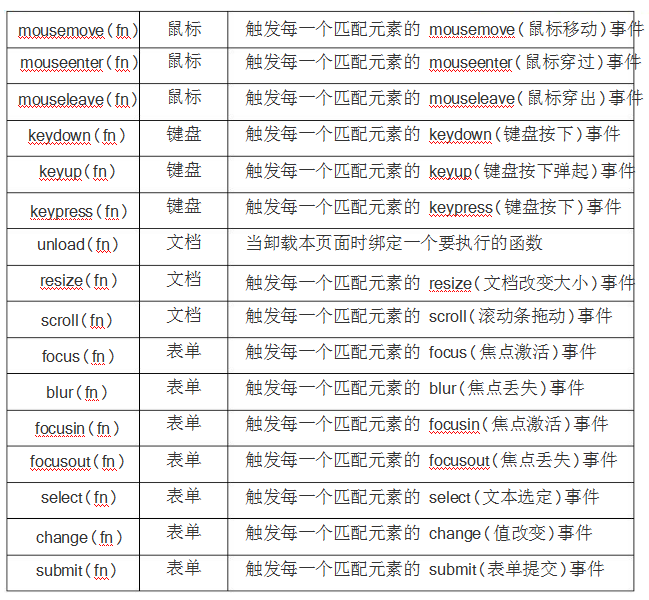 mousemove(fn) 鼠标 触发每一个匹配元素的 mousemove(鼠标移动)事件
mouseenter(fn) 鼠标 触发每一个匹配元素的 mouseenter(鼠标穿过)事件
mouseleave(fn) 鼠标 触发每一个匹配元素的 mouseleave(鼠标穿出)事件
keydown(fn) 键盘 触发每一个匹配元素的 keydown(键盘按下)事件
keyup(fn) 键盘 触发每一个匹配元素的 keyup(键盘按下弹起)事件
keypress(fn) 键盘 触发每一个匹配元素的 keypress(键盘按下)事件
unload(fn) 文档 当卸载本页面时绑定一个要执行的函数
resize(fn) 文档 触发每一个匹配元素的 resize(文档改变大小)事件
scroll(fn) 文档 触发每一个匹配元素的 scroll(滚动条拖动)事件
focus(fn) 表单 触发每一个匹配元素的 focus(焦点激活)事件
blur(fn) 表单 触发每一个匹配元素的 blur(焦点丢失)事件
focusin(fn) 表单 触发每一个匹配元素的 focusin(焦点激活)事件
focusout(fn) 表单 触发每一个匹配元素的 focusout(焦点丢失)事件
select(fn) 表单 触发每一个匹配元素的 select(文本选定)事件
change(fn) 表单 触发每一个匹配元素的 change(值改变)事件
submit(fn) 表单 触发每一个匹配元素的 submit(表单提交)事件